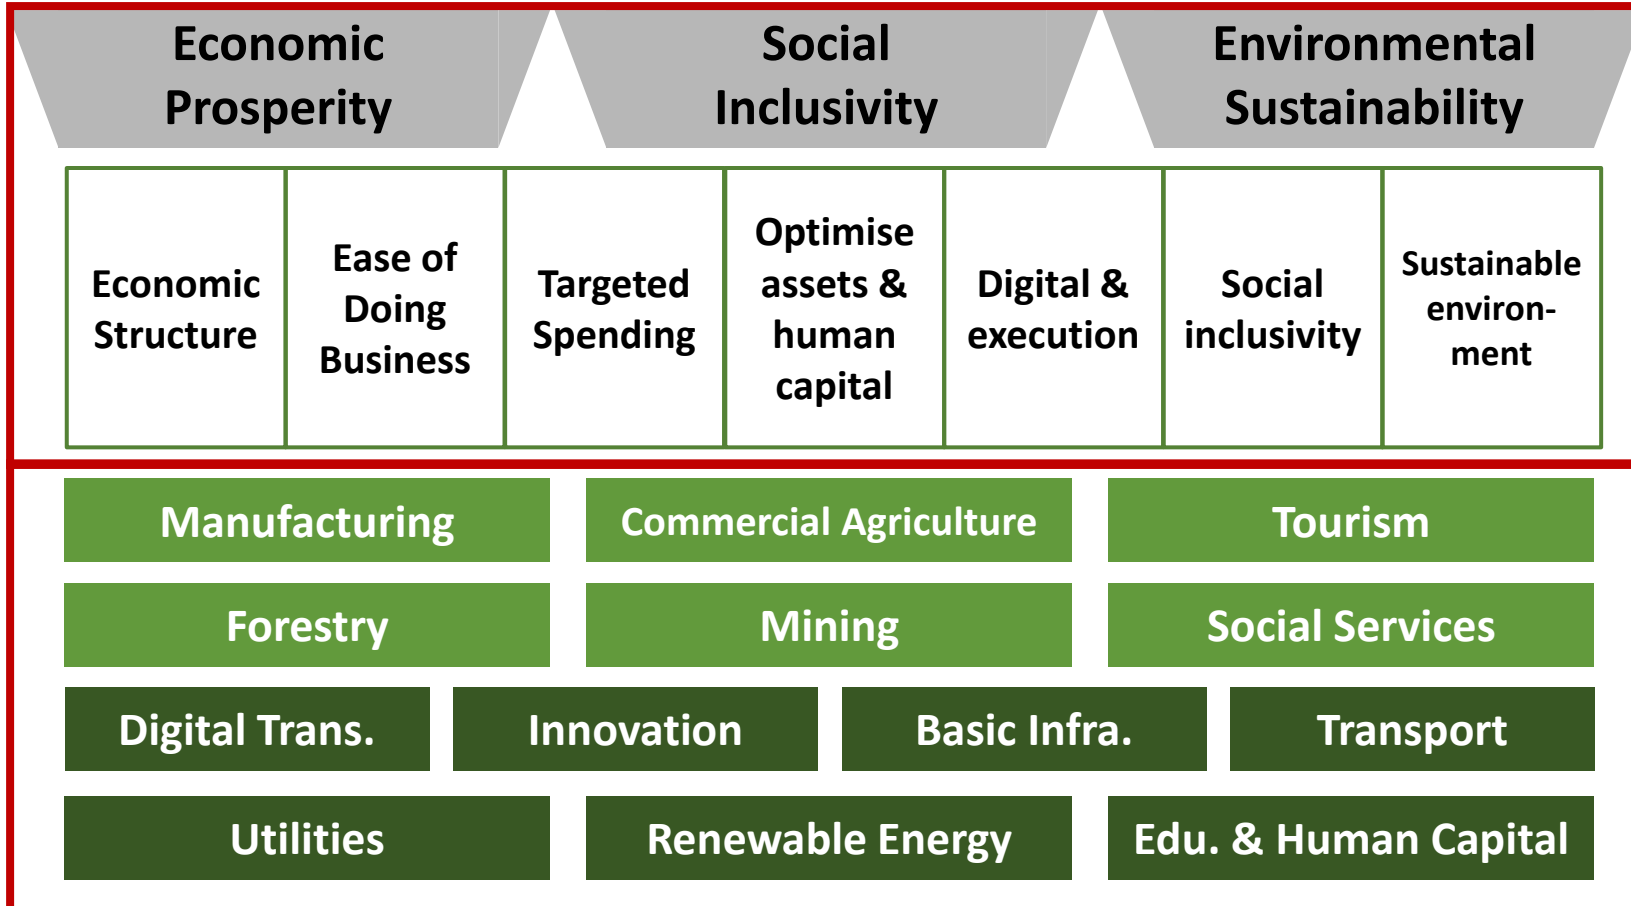 Economic
Prosperity
Social
Inclusivity
Environmental
Sustainability
Economic
Structure
Ease of
Doing
Business
Targeted
Spending
Optimise
assets &
human
capital
Digital &
execution
Social
inclusivity
Sustainable
environ-
ment
Manufacturing
Commercial Agriculture
Tourism
Forestry
Mining
Social Services
Digital Trans.
Innovation
Basic Infra.
Transport
Utilities
Renewable Energy
Edu. & Human Capital